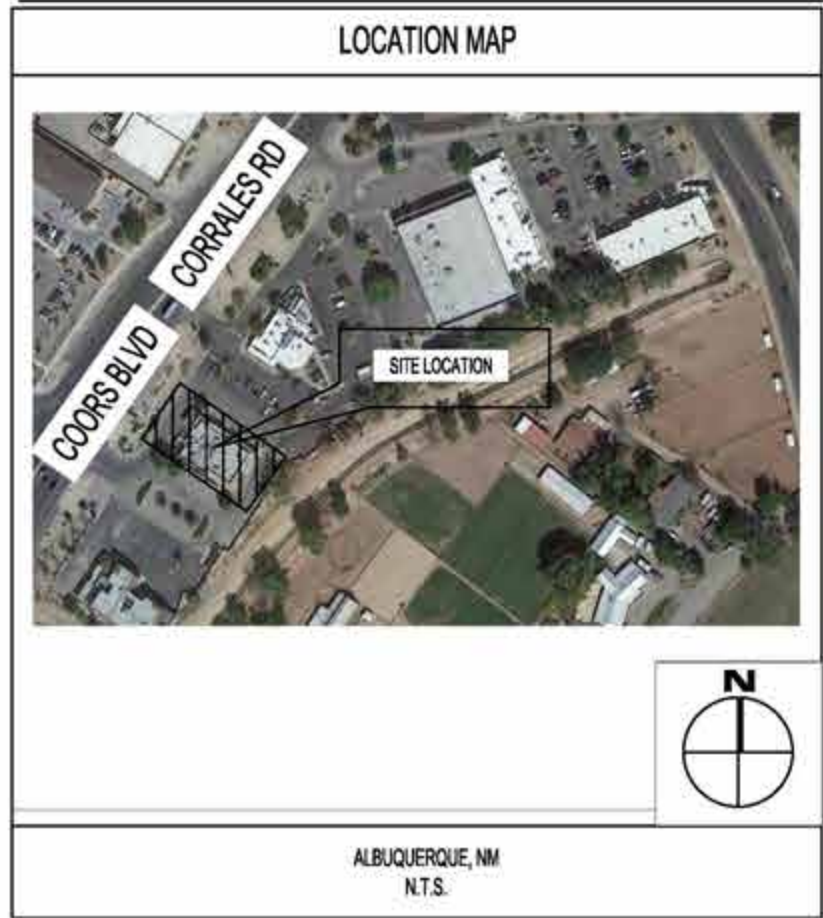 LOCATION MAP
CORRALES RD
COORS BLVD
SITE LOCATION
N
ALBUQUERQUE, NM
N.T.S.